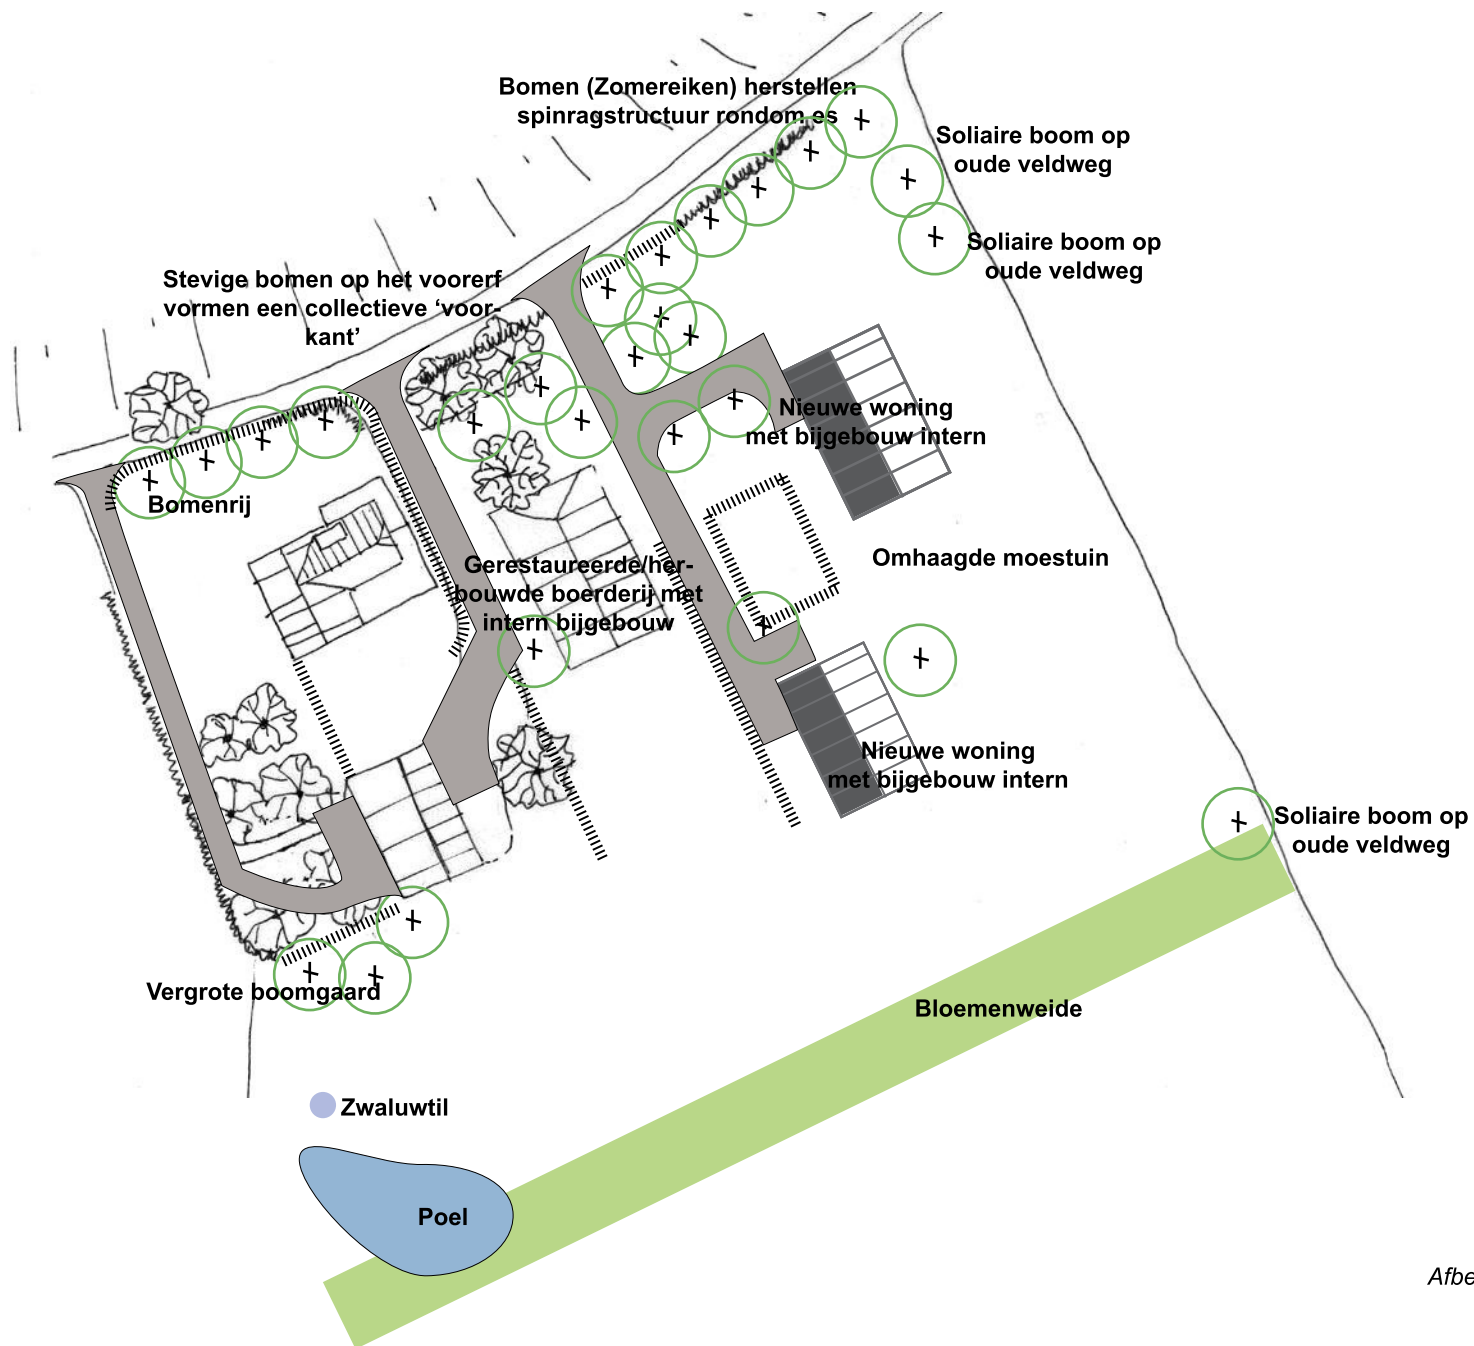 Bomen (Zomereiken) herstellen
spinragstructuur rondom es
Soliaire boom op
oude veldweg
Soliaire boom op
oude veldweg
Stevige bomen op het voorerf
vormen een collectieve ‘voor-
kant’
Nieuwe woning
met bijgebouw intern
Bomenrij
Gerestaureerde/her-
bouwde boerderij met
intern bijgebouw
Omhaagde moestuin
Nieuwe woning
met bijgebouw intern
Soliaire boom op
oude veldweg
Vergrote boomgaard
Bloemenweide
Zwaluwtil
Poel
Afbe